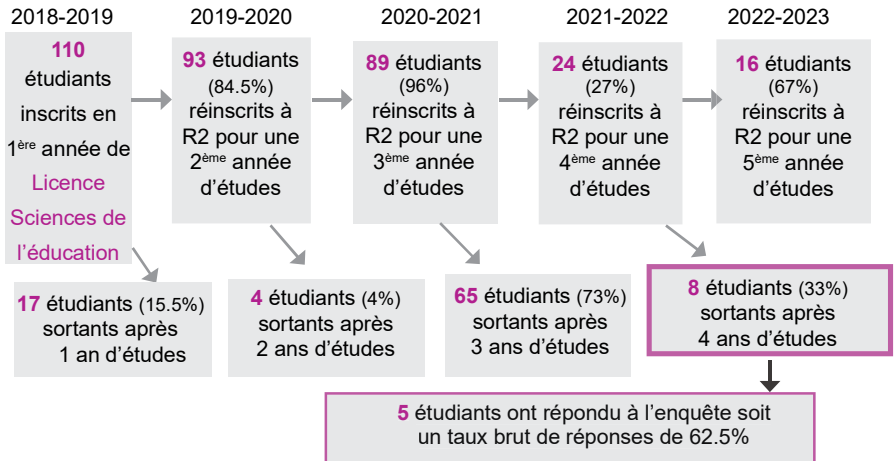 2018-2019
2019-2020
2020-2021
2021-2022
2022-2023
110
étudiants
inscrits en
1ère année de
Licence
Sciences de
l’éducation
93 étudiants
(84.5%)
réinscrits à
R2 pour une
2ème année
d’études
89 étudiants
(96%)
réinscrits à
R2 pour une
3ème année
d’études
24 étudiants
(27%)
réinscrits à
R2 pour une
4ème année
d’études
16 étudiants
(67%)
réinscrits à
R2 pour une
5ème année
d’études
17 étudiants (15.5%)
sortants après
1 an d’études
4 étudiants (4%)
sortants après
2 ans d’études
65 étudiants (73%)
sortants après
3 ans d’études
8 étudiants (33%)
sortants après
4 ans d’études
5 étudiants ont répondu à l’enquête soit
un taux brut de réponses de 62.5%